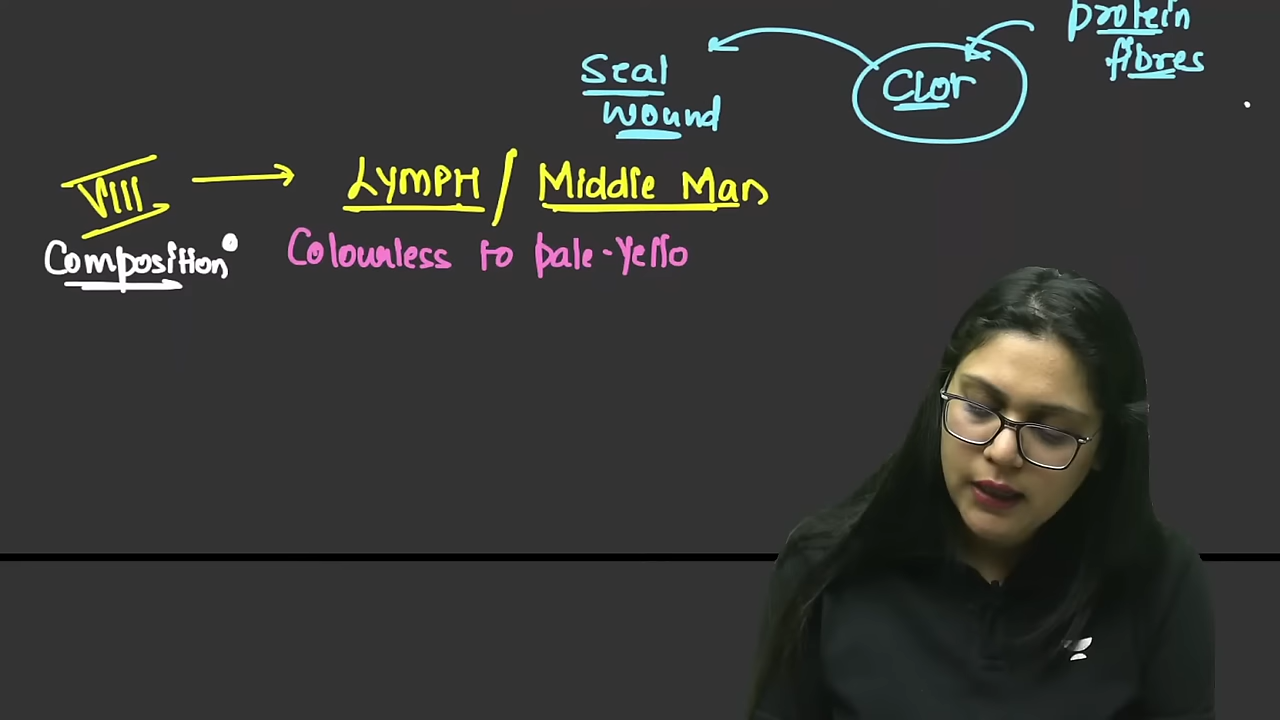 protein
fibres
Seal
wound
Clot
VIII → LYMPH / Middle Man
Composition: Colourless to pale-yello